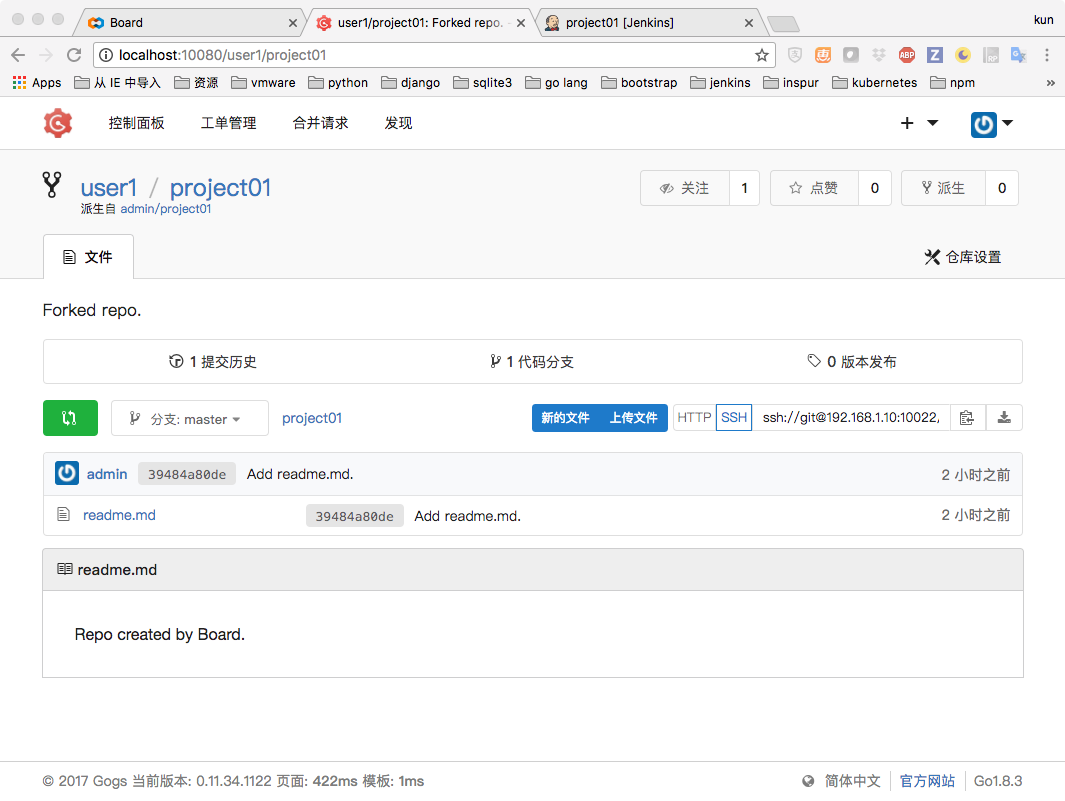 Board
user1/project01: Forked repo. -
project01 [Jenkins]
kun
localhost:10080/user1/project01
Apps 从 IE 中导入 资源 vmware python django sqlite3 go lang bootstrap jenkins inspur kubernetes npm »
控制面板 工单管理 合并请求 发现
user1 / project01
派生自 admin/project01
关注 1 点赞 0 派生 0
文件 仓库设置
Forked repo.
1 提交历史 1 代码分支 0 版本发布
分支: master project01 新的文件 上传文件 HTTP SSH ssh://git@192.168.1.10:10022,
admin 39484a80de Add readme.md. 2 小时之前
readme.md 39484a80de Add readme.md. 2 小时之前
readme.md
Repo created by Board.
© 2017 Gogs 当前版本: 0.11.34.1122 页面: 422ms 模板: 1ms 简体中文 官方网站 Go1.8.3